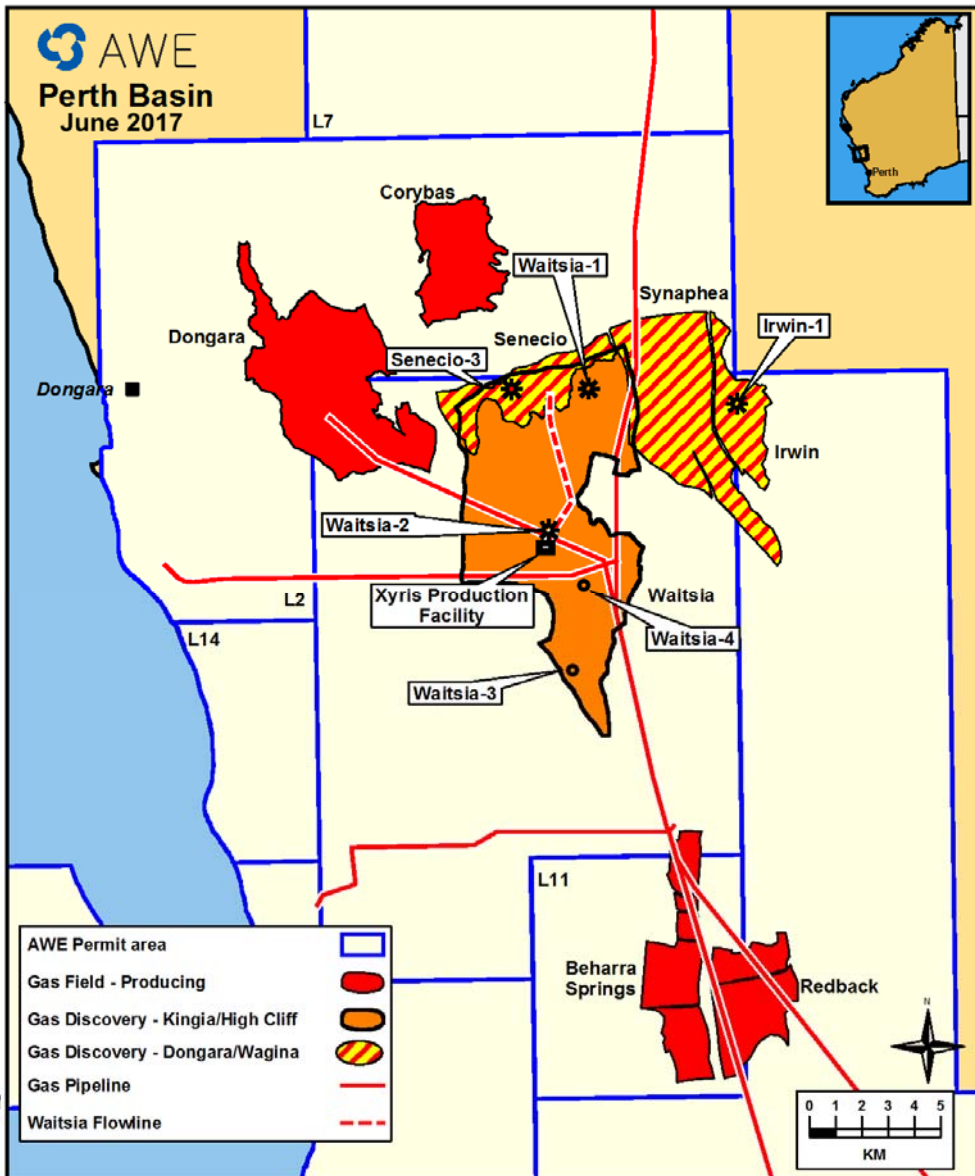 AWE
Perth Basin
June 2017
Perth
L7
Corybas
Waitsia-1
Synaphea
Dongara
Senecio
Irwin-1
Senecio-3
Dongara
Irwin
Waitsia-2
Xyris Production
Facility
Waitsia
L2
L14
Waitsia-4
Waitsia-3
L11
AWE Permit area
Gas Field - Producing
Gas Discovery - Kingia/High Cliff
Gas Discovery - Dongara/Wagina
Gas Pipeline
Waitsia Flowline
Beharra
Springs
Redback
N
0 1 2 3 4 5
KM